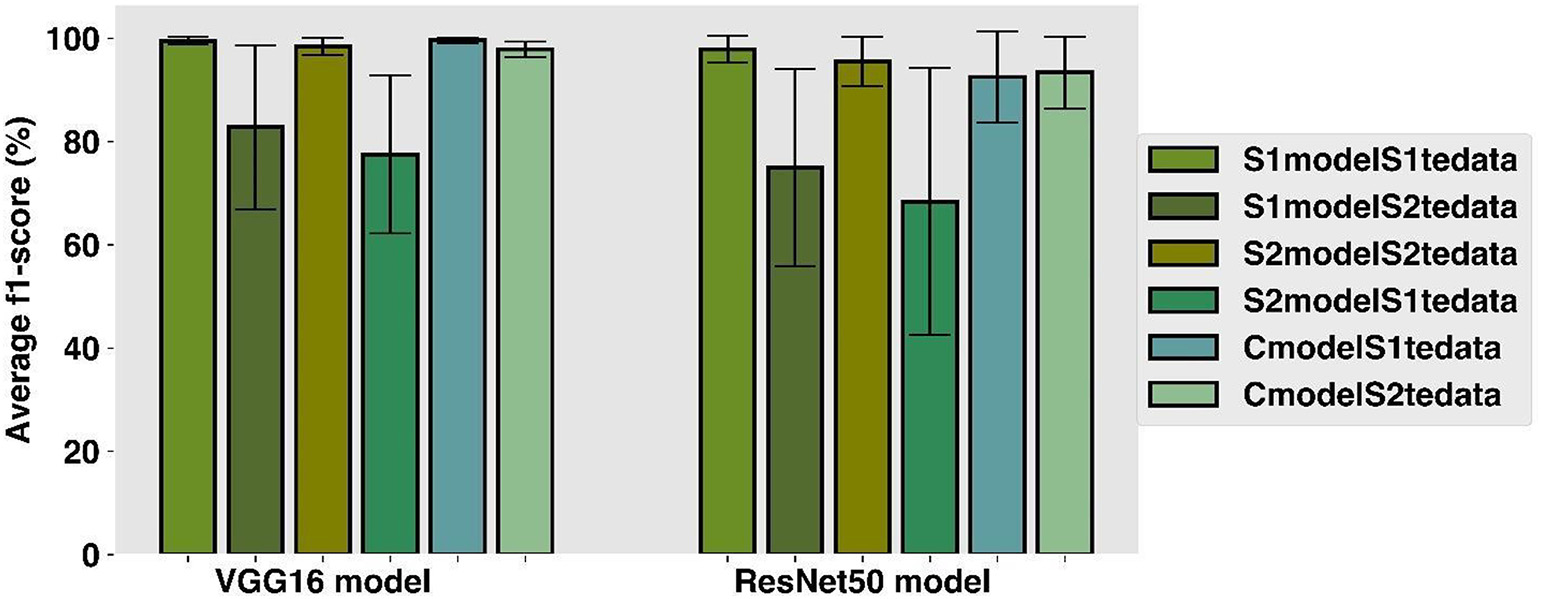 Average f1-score (%)
100
80
60
40
20
0
VGG16 model
ResNet50 model
S1modelS1tedata
S1modelS2tedata
S2modelS2tedata
S2modelS1tedata
CmodelS1tedata
CmodelS2tedata